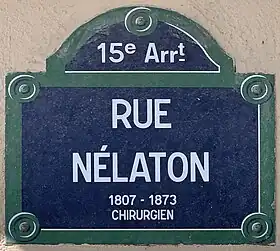 15e Arrt
RUE
NÉLATON
1807 - 1873
CHIRURGIEN